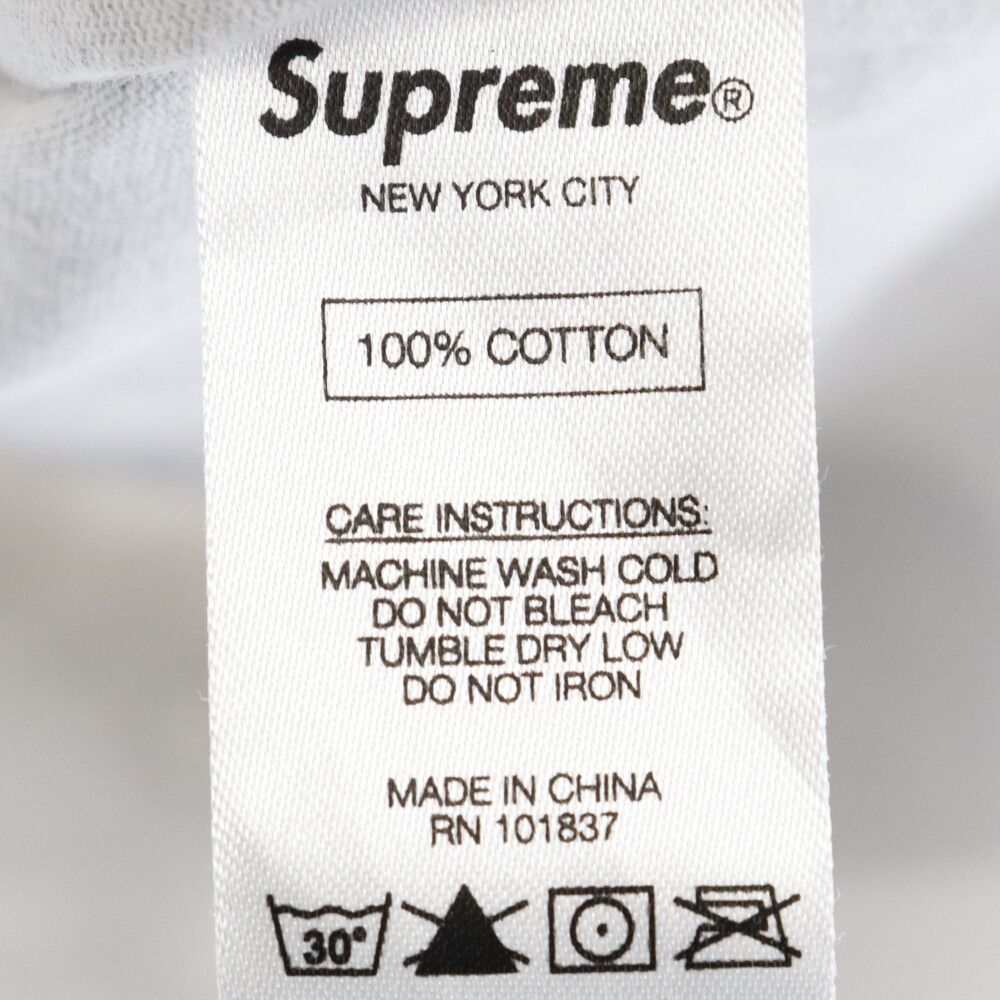 Supreme®
NEW YORK CITY
100% COTTON
CARE INSTRUCTIONS:
MACHINE WASH COLD
DO NOT BLEACH
TUMBLE DRY LOW
DO NOT IRON
MADE IN CHINA
RN 101837
30°